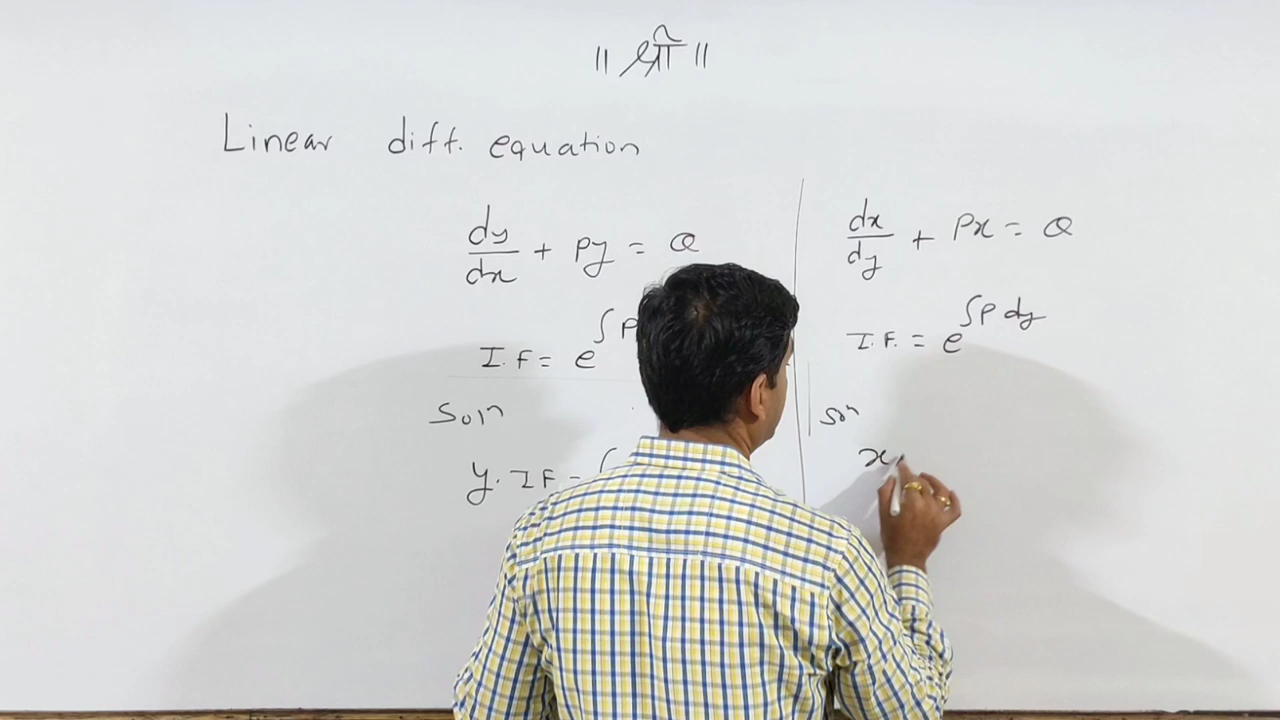 ॥ श्री ॥
Linear diff. equation
dy/dx + py = Q
I.F = e^∫P
Soln
y. IF = ∫
dx/dy + Px = Q
I.F. = e^∫P dy
Soln
x.